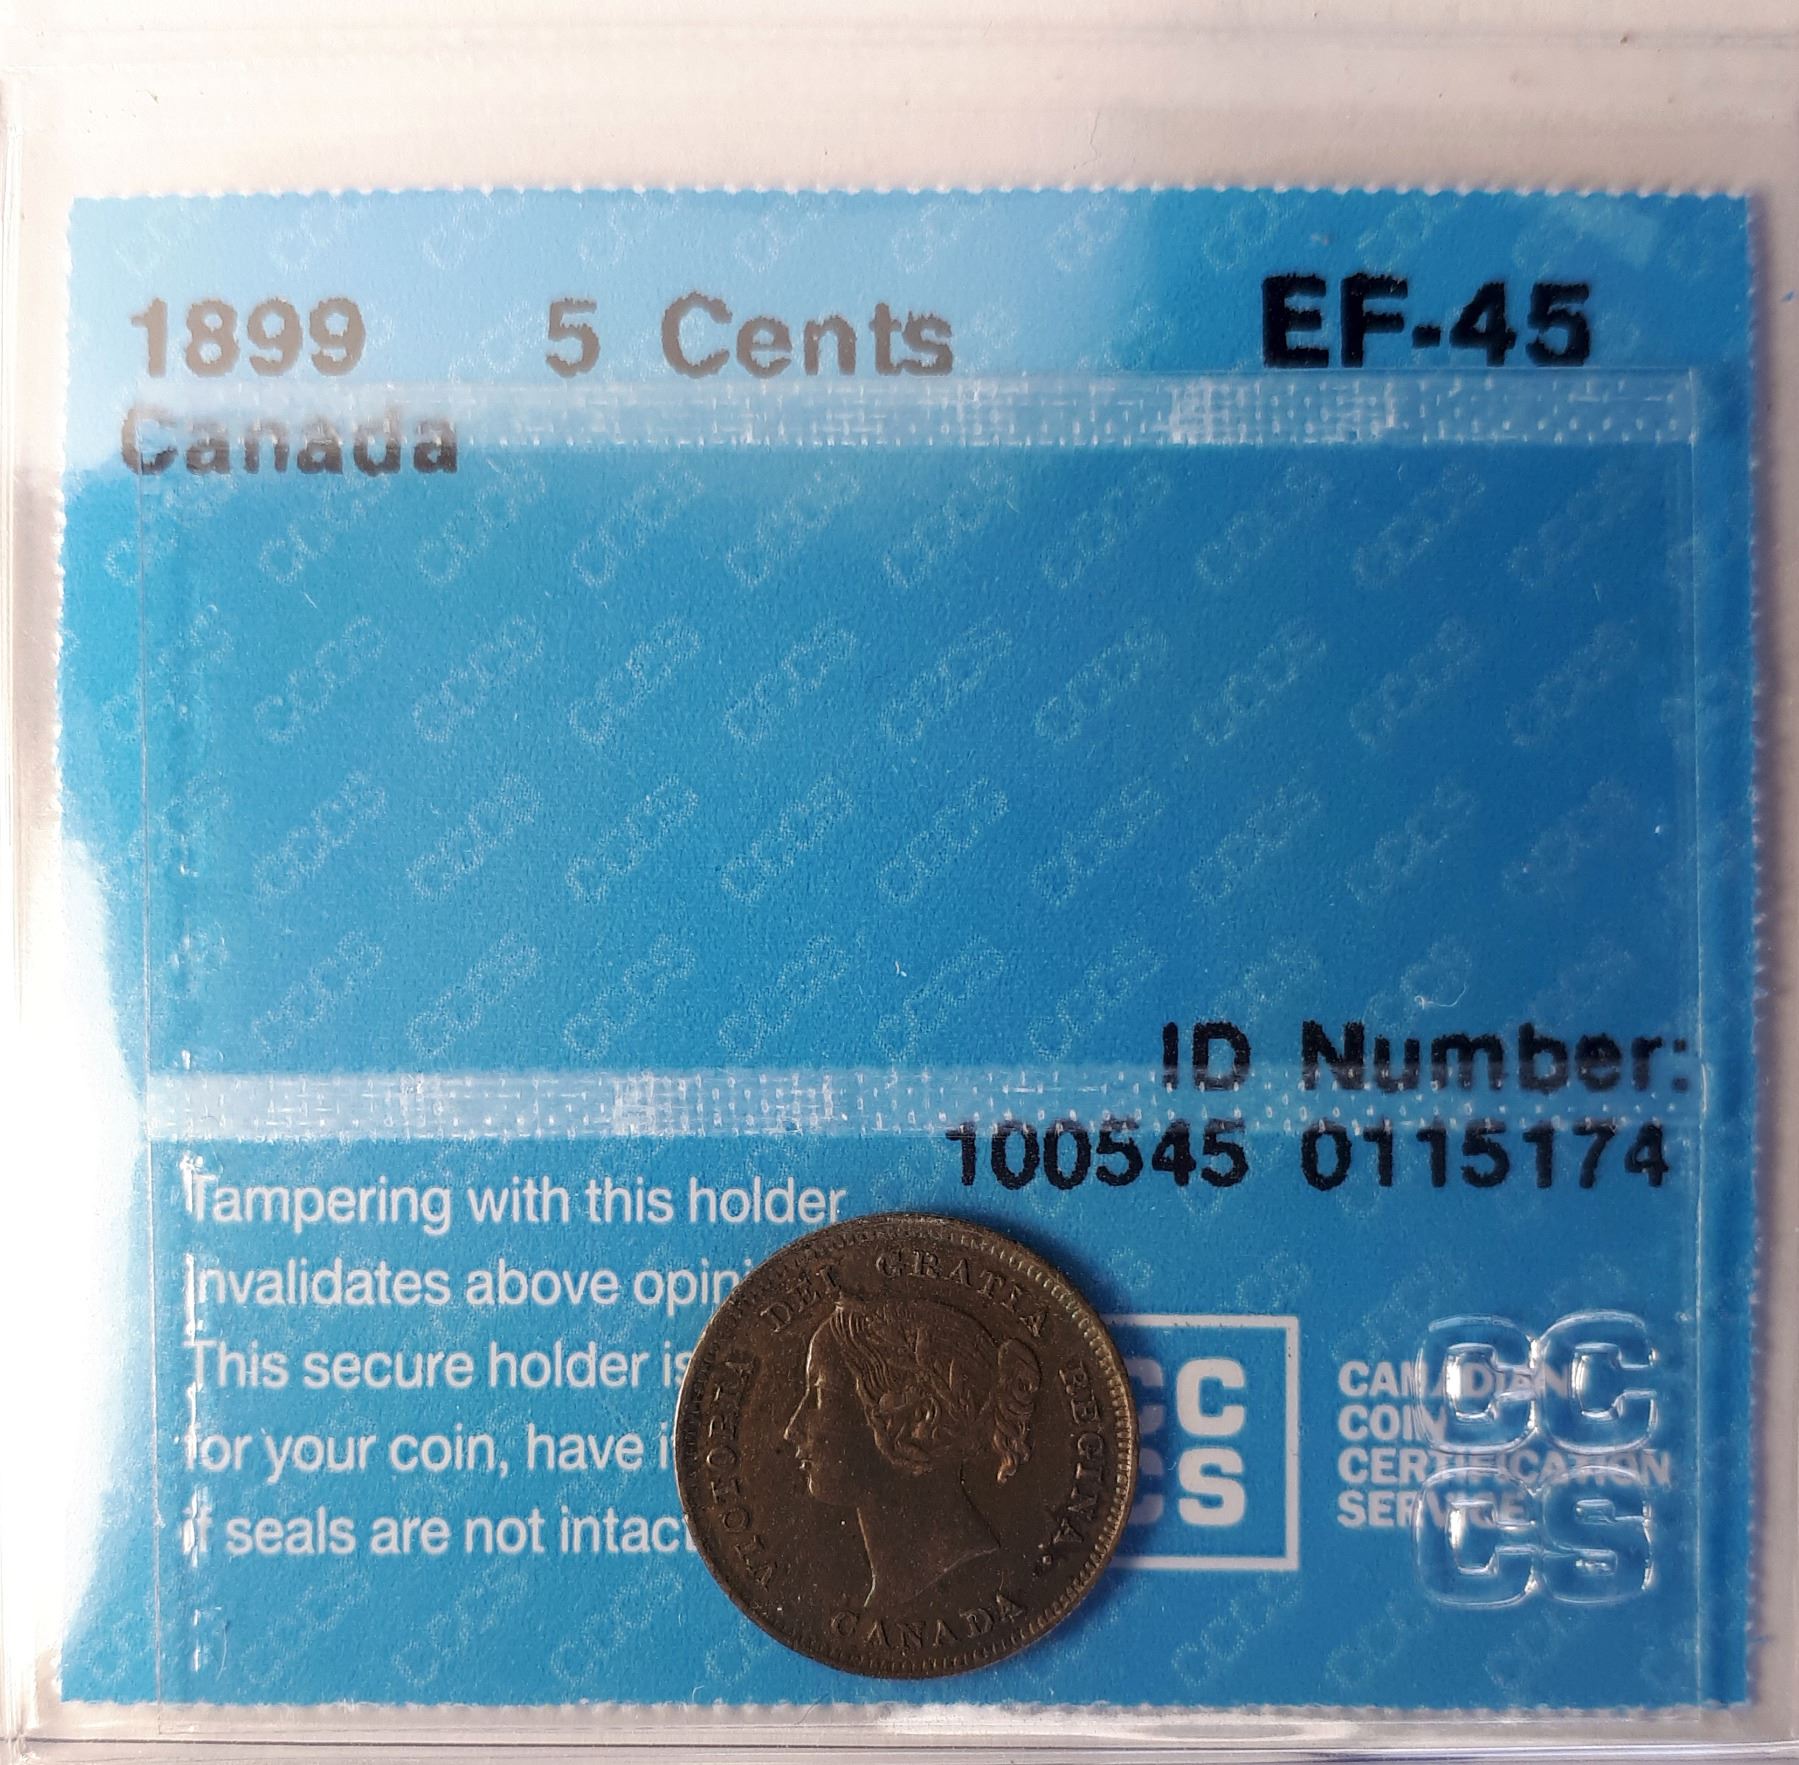 1899 5 Cents EF-45
Canada
ID Number:
100545 0115174
Tampering with this holder
Invalidates above
This secure holder is
for your coin, have
if seals are not
CC
CS
CANADIAN
COIN
CERTIFICATION
SERVICE
CC
CS
VICTORIA DEI GRATIA REGINA.
CANADA